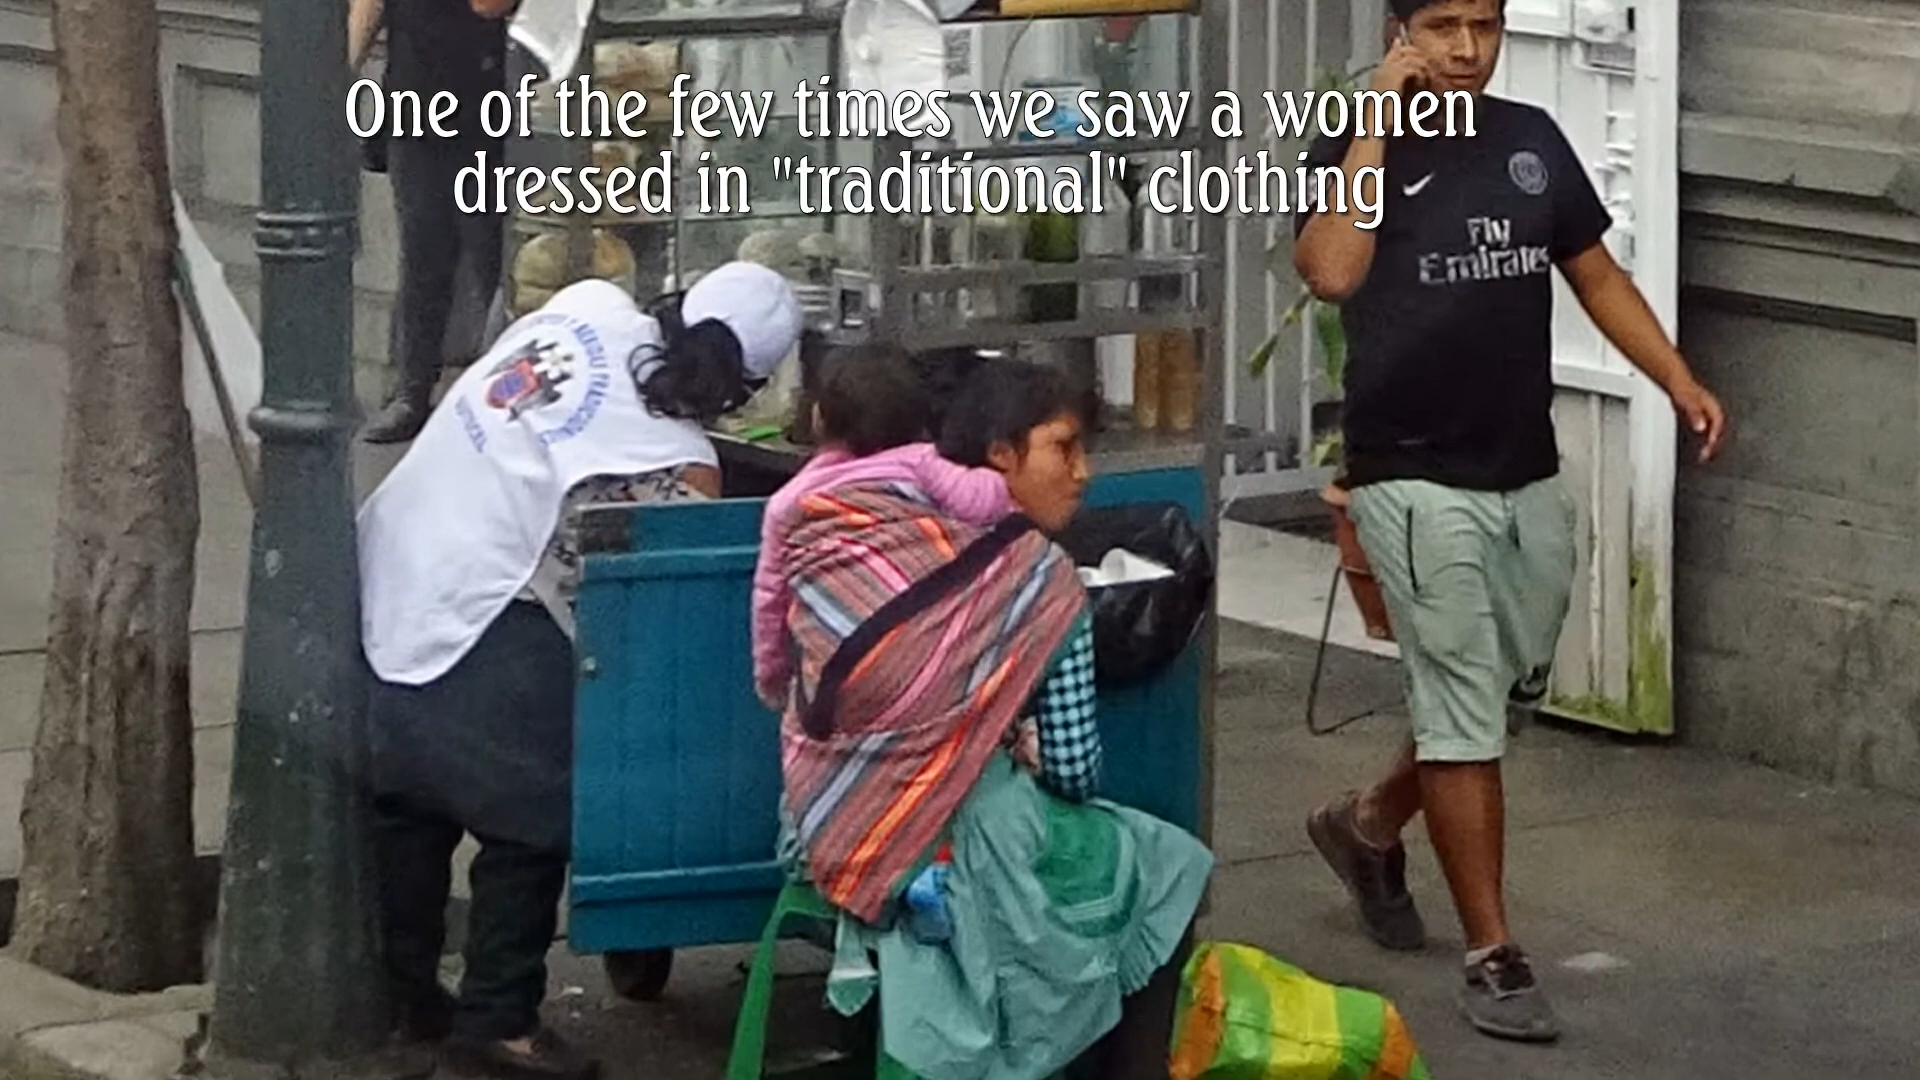 One of the few times we saw a women
dressed in "traditional" clothing
Fly
Emirates